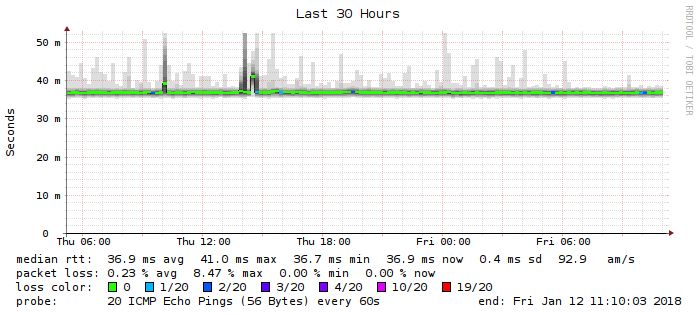 Last 30 Hours
RRDTOOL / TOBI OETIKER
Seconds
50 m
40 m
30 m
20 m
10 m
0
Thu 06:00 Thu 12:00 Thu 18:00 Fri 00:00 Fri 06:00
median rtt: 36.9 ms avg 41.0 ms max 36.7 ms min 36.9 ms now 0.4 ms sd 92.9 am/s
packet loss: 0.23 % avg 8.47 % max 0.00 % min 0.00 % now
loss color: 0 1/20 2/20 3/20 4/20 10/20 19/20
probe: 20 ICMP Echo Pings (56 Bytes) every 60s end: Fri Jan 12 11:10:03 2018